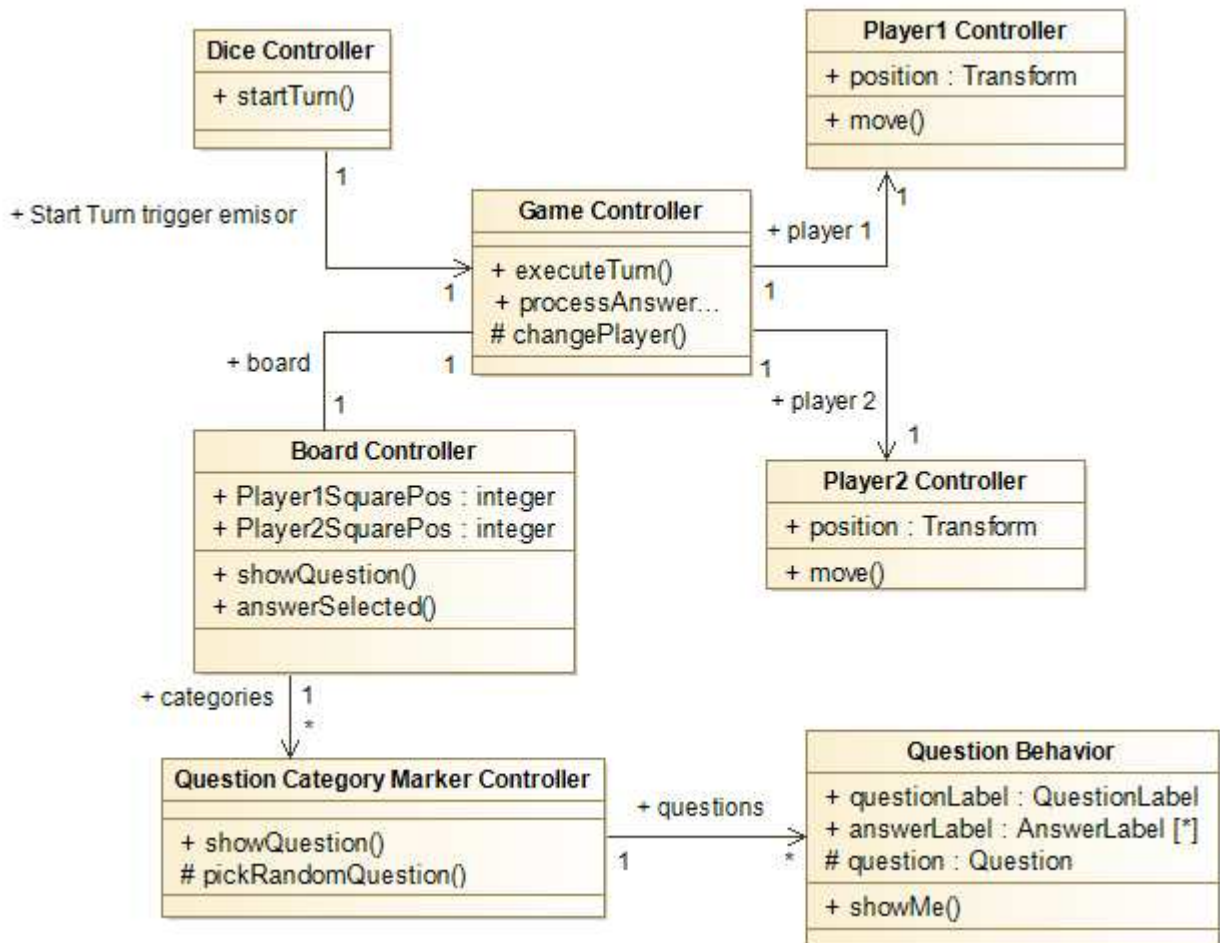 Dice Controller
+ startTurn()
Player1 Controller
+ position : Transform
+ move()
1
+ Start Turn trigger emisor
1
Game Controller
+ executeTurn()
+ processAnswer...
# changePlayer()
+ player 1
1
1
+ board
1
1
1
+ player 2
1
Board Controller
+ Player1SquarePos : integer
+ Player2SquarePos : integer
+ showQuestion()
+ answerSelected()
Player2 Controller
+ position : Transform
+ move()
+ categories
1
*
Question Category Marker Controller
+ showQuestion()
# pickRandomQuestion()
+ questions
1
*
Question Behavior
+ questionLabel : QuestionLabel
+ answerLabel : AnswerLabel [*]
# question : Question
+ showMe()